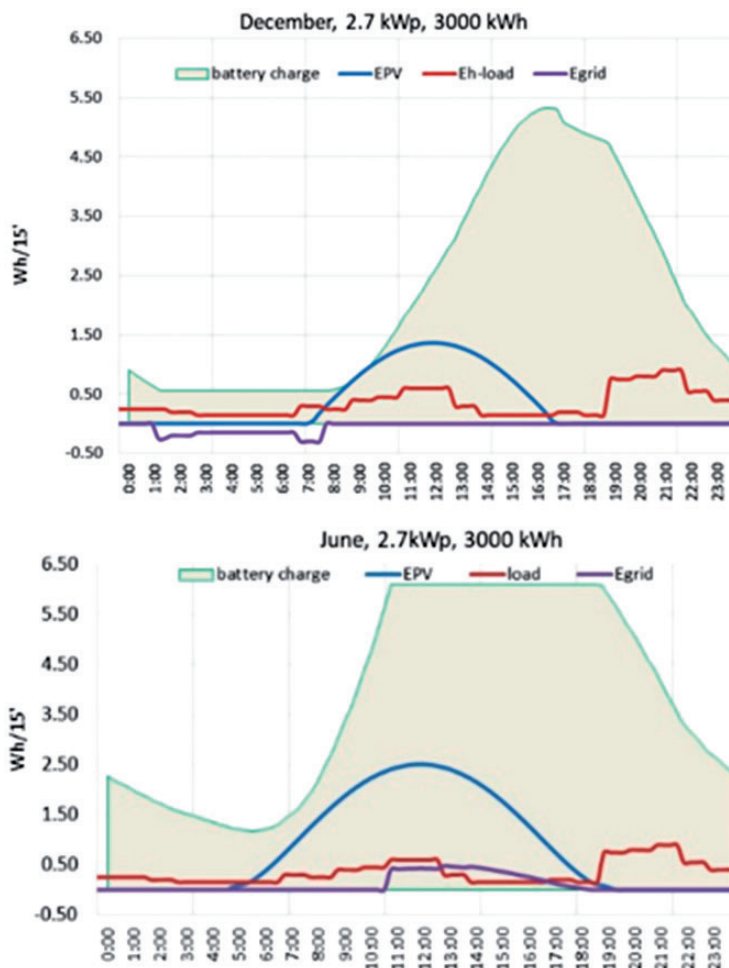 December, 2.7 kWp, 3000 kWh
6.50
battery charge EPV Eh-load Egrid
5.50
4.50
3.50
2.50
1.50
0.50
-0.50
Wh/15'
0:00 1:00 2:00 3:00 4:00 5:00 6:00 7:00 8:00 9:00 10:00 11:00 12:00 13:00 14:00 15:00 16:00 17:00 18:00 19:00 20:00 21:00 22:00 23:00
June, 2.7kWp, 3000 kWh
6.50
battery charge EPV load Egrid
5.50
4.50
3.50
2.50
1.50
0.50
-0.50
Wh/15'
0:00 1:00 2:00 3:00 4:00 5:00 6:00 7:00 8:00 9:00 10:00 11:00 12:00 13:00 14:00 15:00 16:00 17:00 18:00 19:00 20:00 21:00 22:00 23:00